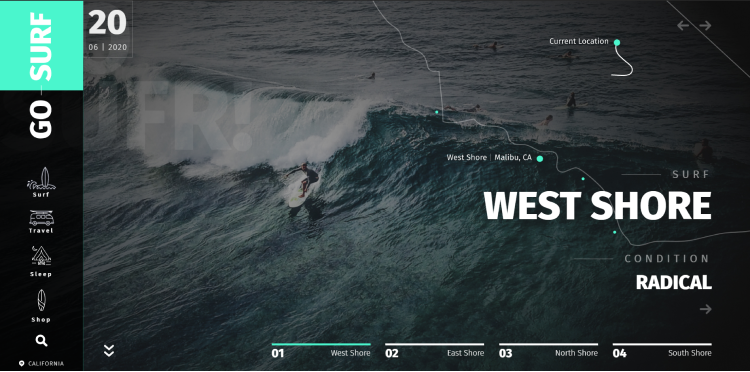 GO SURF
20
06 | 2020
Surf
Travel
Sleep
Shop
CALIFORNIA
Current Location
West Shore | Malibu, CA
SURF
WEST SHORE
CONDITION
RADICAL
01 West Shore
02 East Shore
03 North Shore
04 South Shore